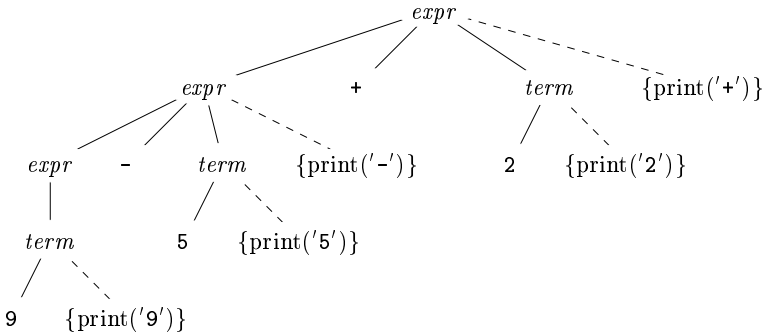 expr
expr + term {print('+')}
expr - term {print('-')} 2 {print('2')}
term 5 {print('5')}
9 {print('9')}